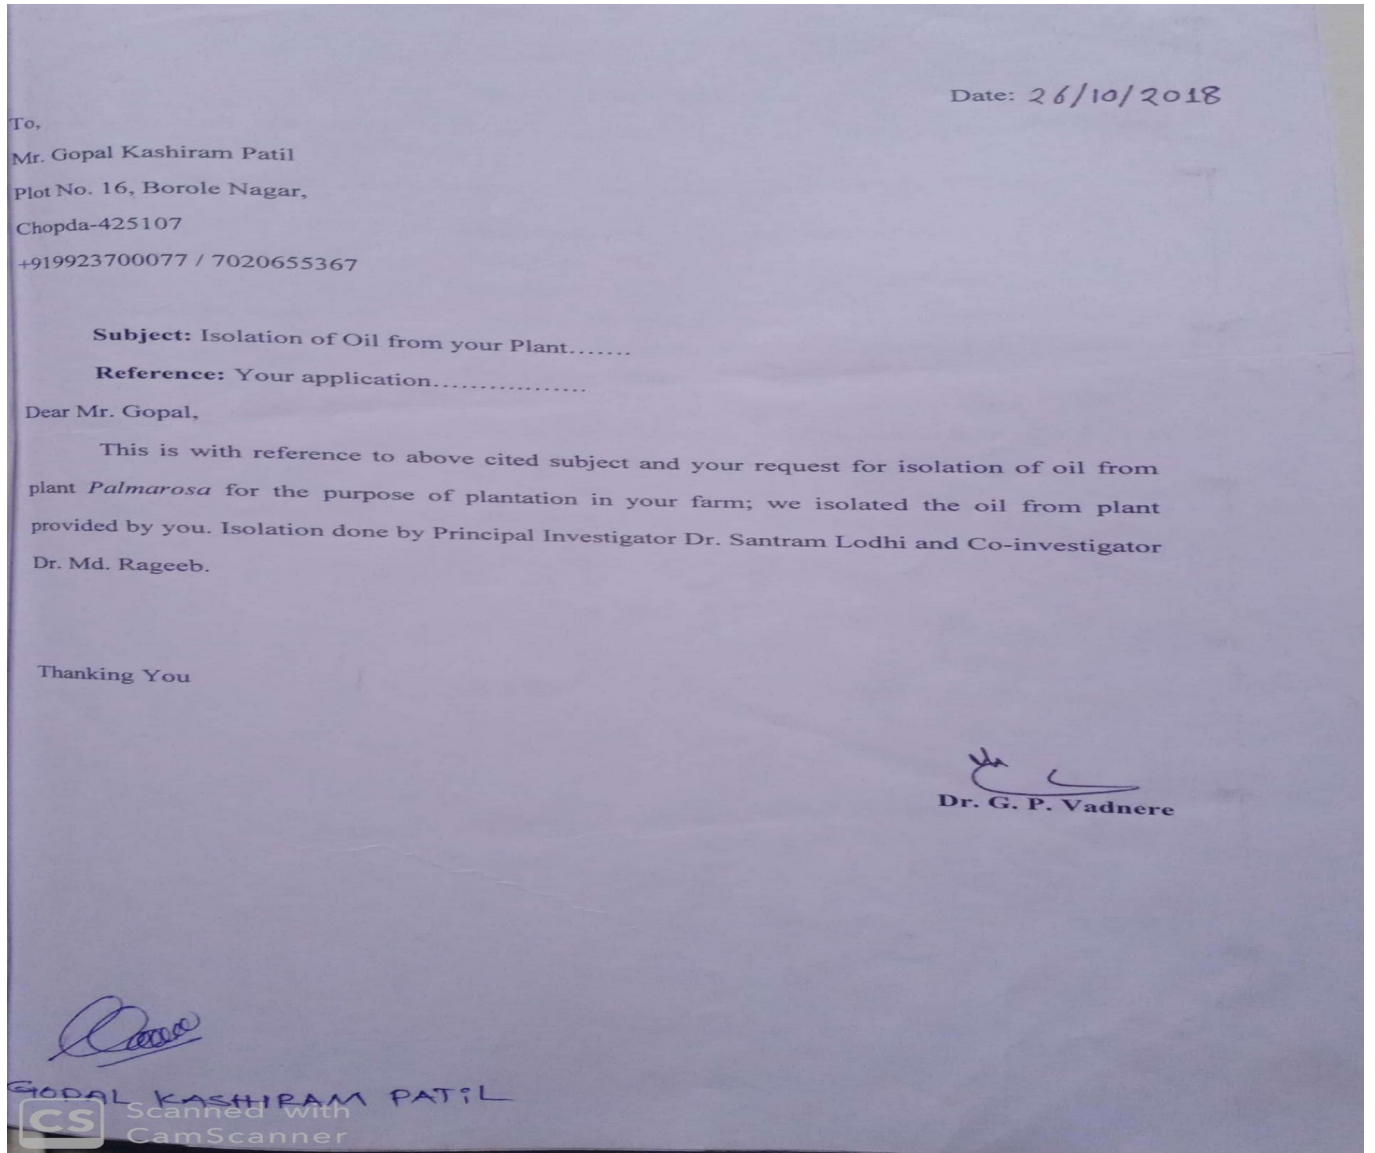 Date: 26/10/2018
To,
Mr. Gopal Kashiram Patil
Plot No. 16, Borole Nagar,
Chopda-425107
+919923700077 / 7020655367
Subject: Isolation of Oil from your Plant.......
Reference: Your application.................
Dear Mr. Gopal,
This is with reference to above cited subject and your request for isolation of oil from
plant Palmarosa for the purpose of plantation in your farm; we isolated the oil from plant
provided by you. Isolation done by Principal Investigator Dr. Santram Lodhi and Co-investigator
Dr. Md. Rageeb.
Thanking You
Dr. G. P. Vadnere
GOPAL KASHIRAM PATIL
CS Scanned with
CamScanner